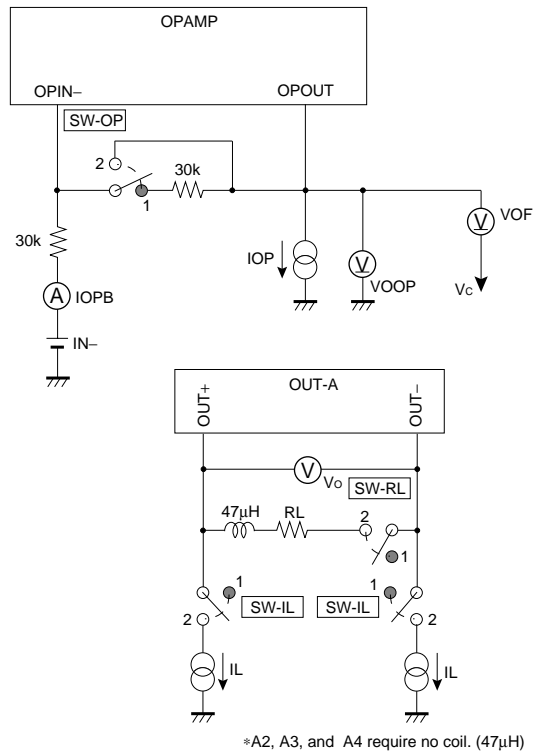 OPAMP
OPIN− OPOUT
SW-OP
2
30k
1
30k
VOF
IOP
VOOP
Vc
A IOPB
V
V
IN−
OUT-A
OUT+
OUT−
V
Vo
SW-RL
47µH RL 2
1
1
1
SW-IL
SW-IL
2
2
IL
IL
*A2, A3, and A4 require no coil. (47µH)